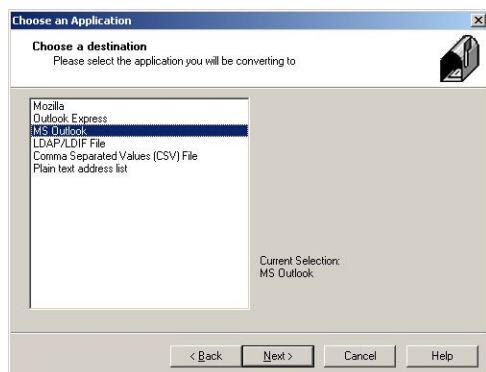 Choose an Application
Choose a destination
Please select the application you will be converting to
Mozilla
Outlook Express
MS Outlook
LDAP/LDIF File
Comma Separated Values (CSV) File
Plain text address list
Current Selection:
MS Outlook
< Back
Next >
Cancel
Help